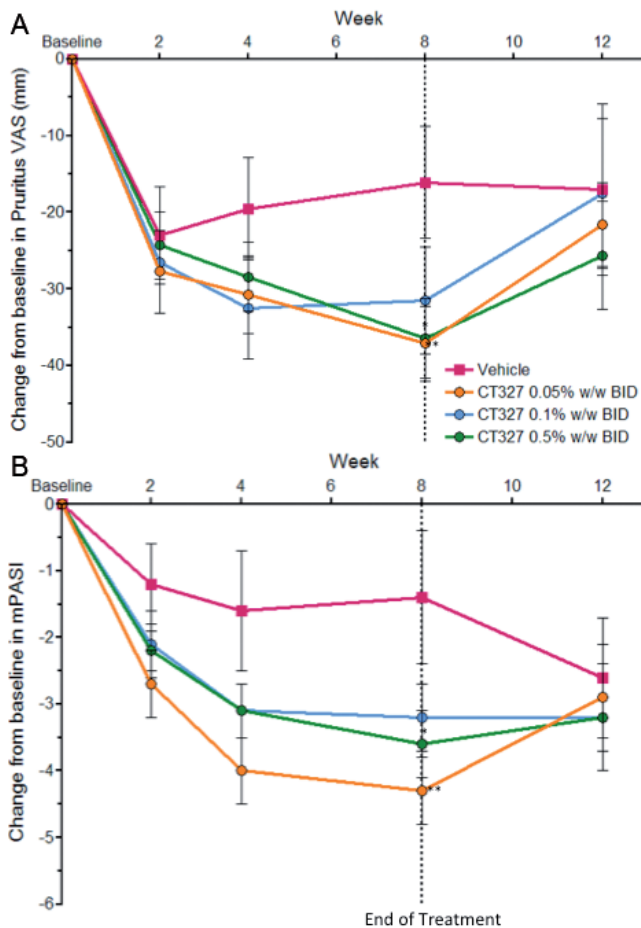 A
Week
Baseline 2 4 6 8 10 12
0
-10
-20
-30
-40
-50
Change from baseline in Pruritus VAS (mm)
*
**
Vehicle
CT327 0.05% w/w BID
CT327 0.1% w/w BID
CT327 0.5% w/w BID
B
Week
Baseline 2 4 6 8 10 12
0
-1
-2
-3
-4
-5
-6
Change from baseline in mPASI
*
**
End of Treatment